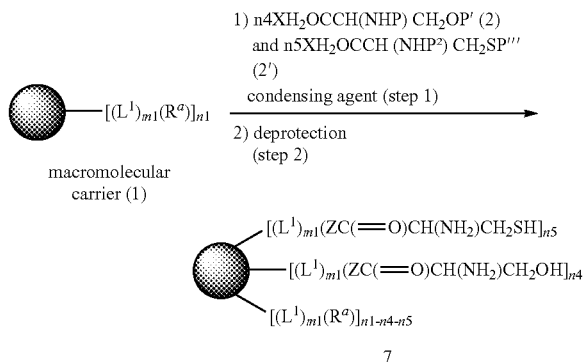 1) n4XH₂OCCH(NHP) CH₂OP' (2)
and n5XH₂OCCH (NHP²) CH₂SP'''
(2')
condensing agent (step 1)
[(L¹)m1(Rᵃ)]n1
2) deprotection
(step 2)
macromolecular
carrier (1)
[(L¹)m1(ZC(=O)CH(NH₂)CH₂SH]n5
[(L¹)m1(ZC(=O)CH(NH₂)CH₂OH]n4
[(L¹)m1(Rᵃ)]n1-n4-n5
7